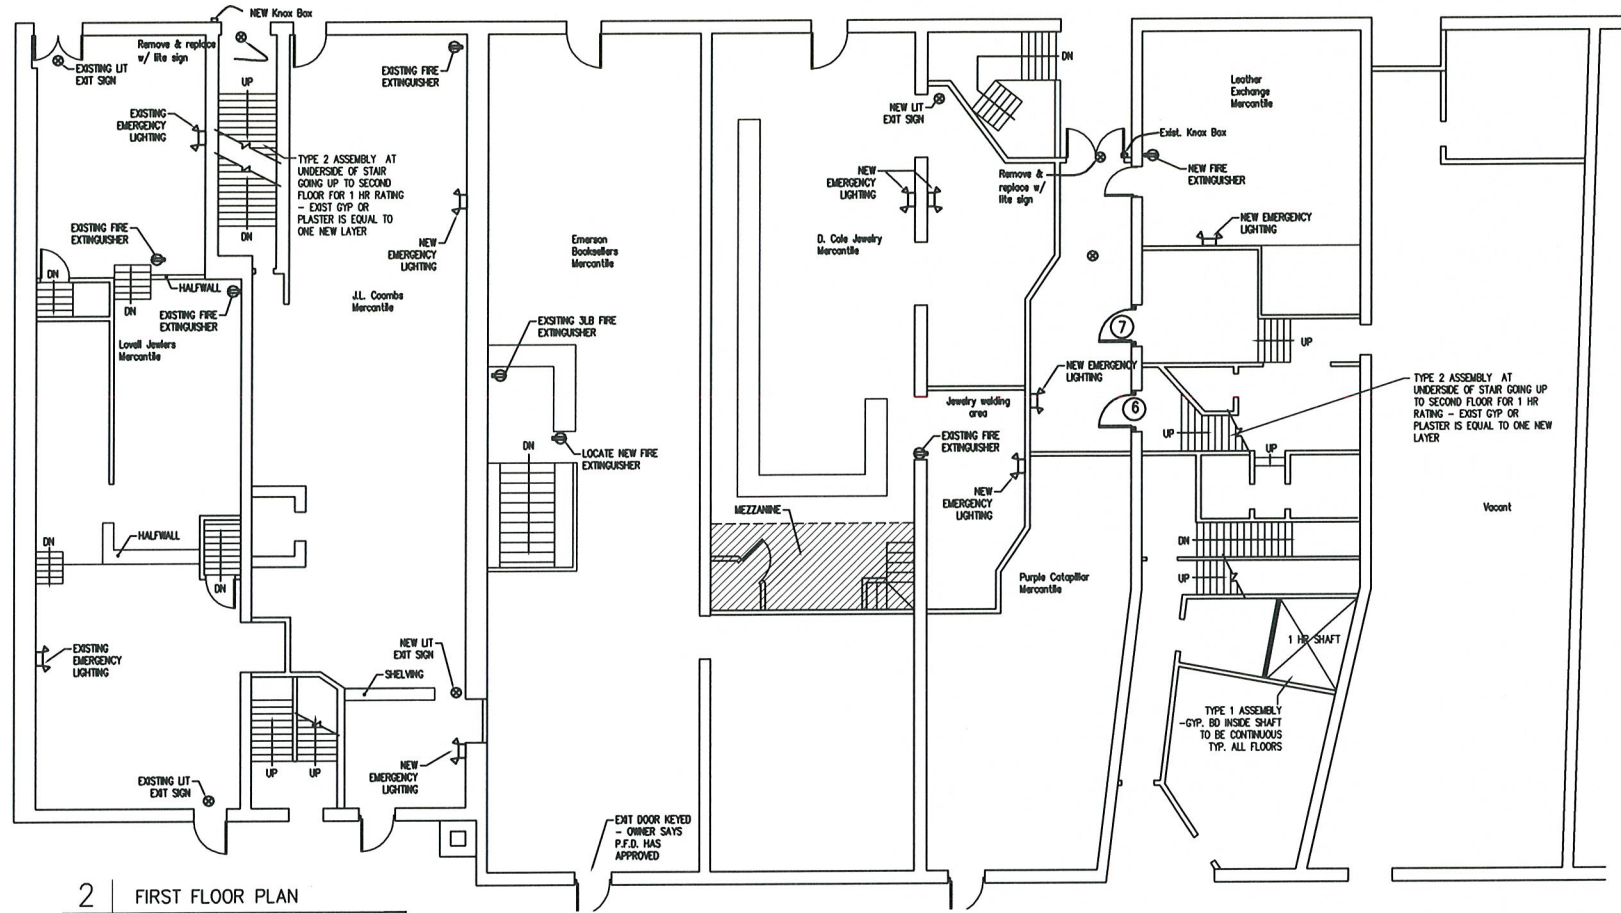 NEW Knox Box
Remove & replace
w/ lite sign
EXISTING LIT
EXIT SIGN
UP
EXISTING
EMERGENCY
LIGHTING
TYPE 2 ASSEMBLY AT
UNDERSIDE OF STAIR
GOING UP TO SECOND
FLOOR FOR 1 HR RATING
- EXIST GYP OR
PLASTER IS EQUAL TO
ONE NEW LAYER
DN
EXISTING FIRE
EXTINGUISHER
EXISTING FIRE
EXTINGUISHER
NEW
EMERGENCY
LIGHTING
DN
DN
HALFWALL
EXISTING FIRE
EXTINGUISHER
Lovell Jewlers
Mercantile
J.L. Coombs
Mercantile
DN
HALFWALL
DN
EXISTING
EMERGENCY
LIGHTING
NEW LIT
EXIT SIGN
SHELVING
UP
UP
NEW
EMERGENCY
LIGHTING
EXISTING LIT
EXIT SIGN
Emerson
Booksellers
Mercantile
EXSITING 3LB FIRE
EXTINGUISHER
DN
LOCATE NEW FIRE
EXTINGUISHER
EXIT DOOR KEYED
- OWNER SAYS
P.F.D. HAS
APPROVED
NEW LIT
EXIT SIGN
DN
NEW
EMERGENCY
LIGHTING
D. Cole Jewelry
Mercantile
Remove &
replace w/
lite sign
Exist. Knox Box
Leather
Exchange
Mercantile
NEW FIRE
EXTINGUISHER
NEW EMERGENCY
LIGHTING
7
UP
NEW EMERGENCY
LIGHTING
Jewelry welding
area
6
EXISTING FIRE
EXTINGUISHER
NEW
EMERGENCY
LIGHTING
MEZZANINE
UP
UP
TYPE 2 ASSEMBLY AT
UNDERSIDE OF STAIR GOING UP
TO SECOND FLOOR FOR 1 HR
RATING - EXIST GYP OR
PLASTER IS EQUAL TO ONE NEW
LAYER
Vacant
DN
UP
Purple Catapillar
Mercantile
1 HR SHAFT
TYPE 1 ASSEMBLY
-GYP. BD INSIDE SHAFT
TO BE CONTINUOUS
TYP. ALL FLOORS
2 FIRST FLOOR PLAN